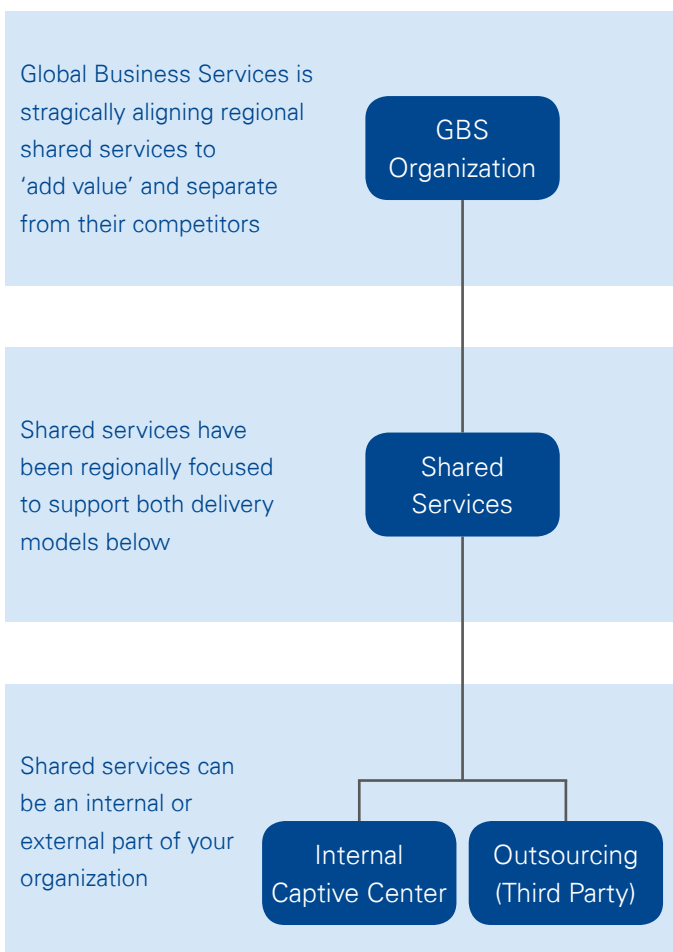 Global Business Services is
stragically aligning regional
shared services to
‘add value’ and separate
from their competitors
GBS
Organization
Shared services have
been regionally focused
to support both delivery
models below
Shared
Services
Shared services can
be an internal or
external part of your
organization
Internal
Captive Center
Outsourcing
(Third Party)